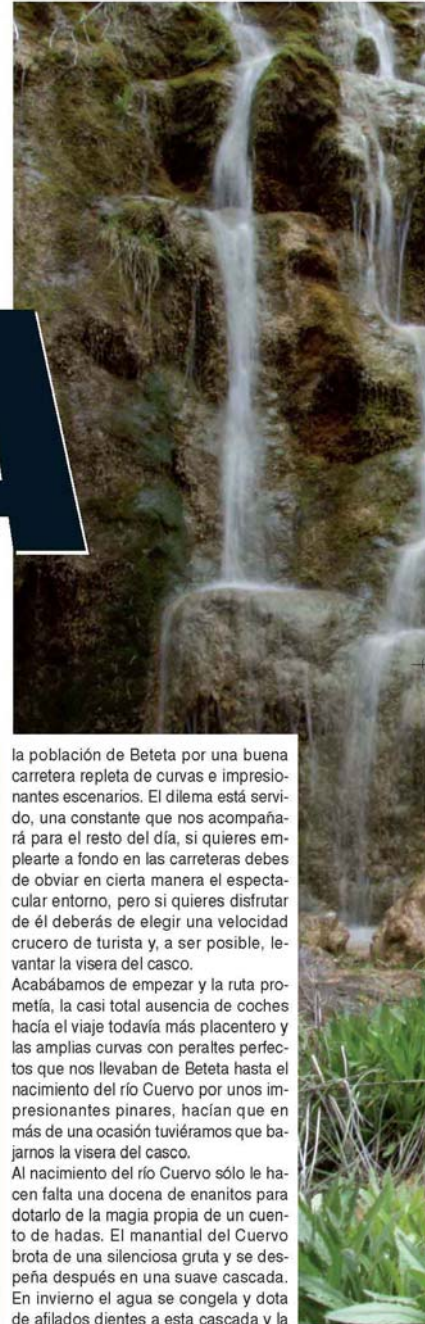 A
la población de Beteta por una buena
carretera repleta de curvas e impresio-
nantes escenarios. El dilema está servi-
do, una constante que nos acompaña-
rá para el resto del día, si quieres em-
plearte a fondo en las carreteras debes
de obviar en cierta manera el espectac-
cular entorno, pero si quieres disfrutar
de él deberás de elegir una velocidad
crucero de turista y, a ser posible, le-
vantar la visera del casco.
Acabábamos de empezar y la ruta pro-
metía, la casi total ausencia de coches
hacía el viaje todavía más placentero y
las amplias curvas con peraltes perfec-
tos que nos llevaban de Beteta hasta el
nacimiento del río Cuervo por unos im-
presionantes pinares, hacían que en
más de una ocasión tuviéramos que ba-
jarnos la visera del casco.
Al nacimiento del río Cuervo sólo le ha-
cen falta una docena de enanitos para
dotarlo de la magia propia de un cuen-
to de hadas. El manantial del Cuervo
brota de una silenciosa gruta y se des-
peña después en una suave cascada.
En invierno el agua se congela y dota
de afilados dientes a esta cascada y la